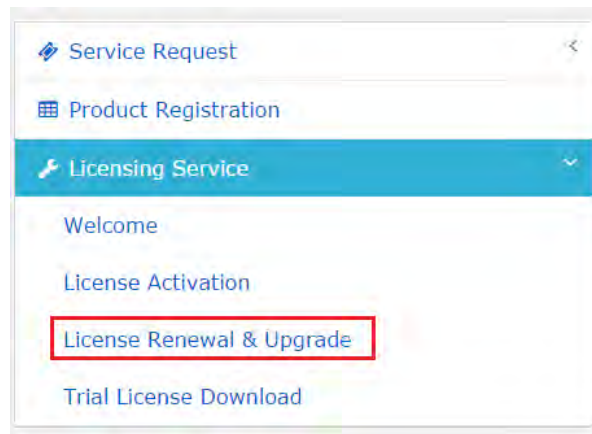 Service Request
Product Registration
Licensing Service
Welcome
License Activation
License Renewal & Upgrade
Trial License Download